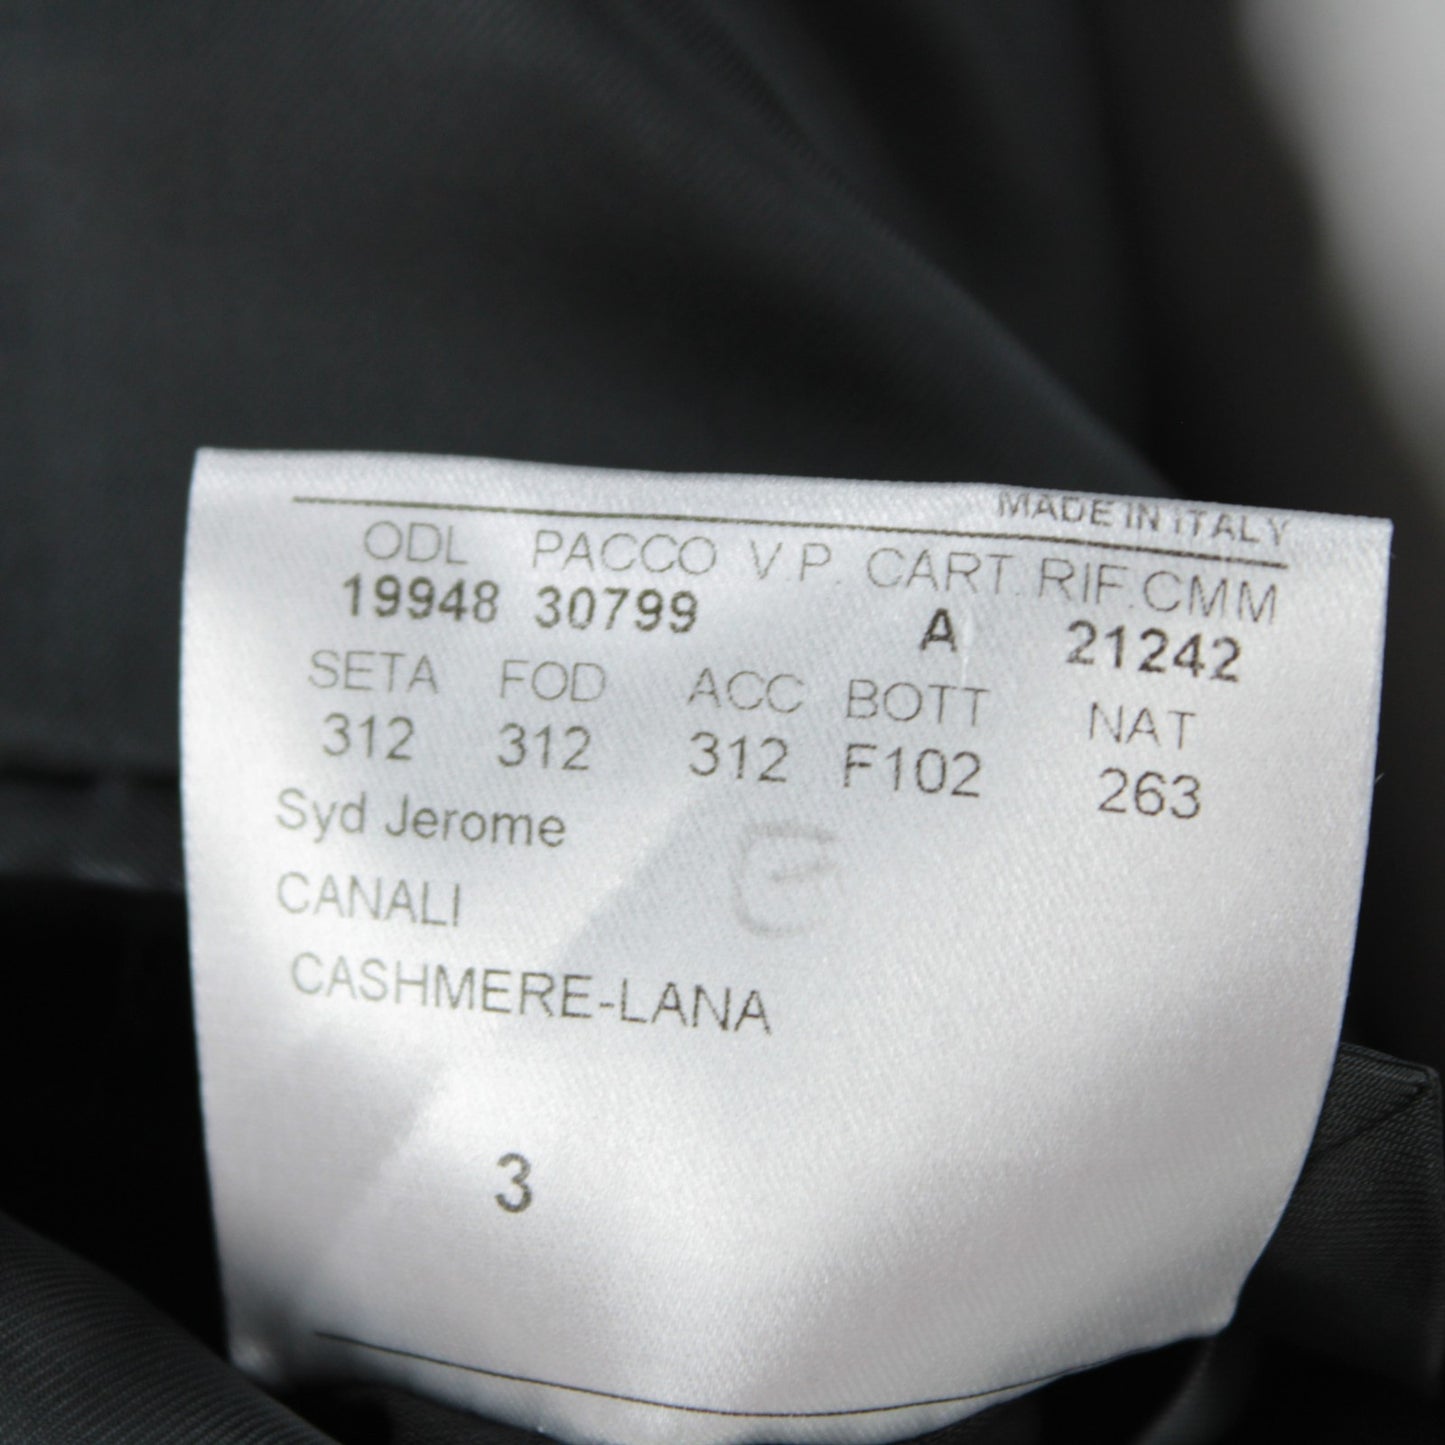 MADE IN ITALY
ODL PACCO V.P. CART. RIF.CMM
19948 30799 A 21242
SETA FOD ACC BOTT NAT
312 312 312 F102 263
Syd Jerome
CANALI
CASHMERE-LANA
3